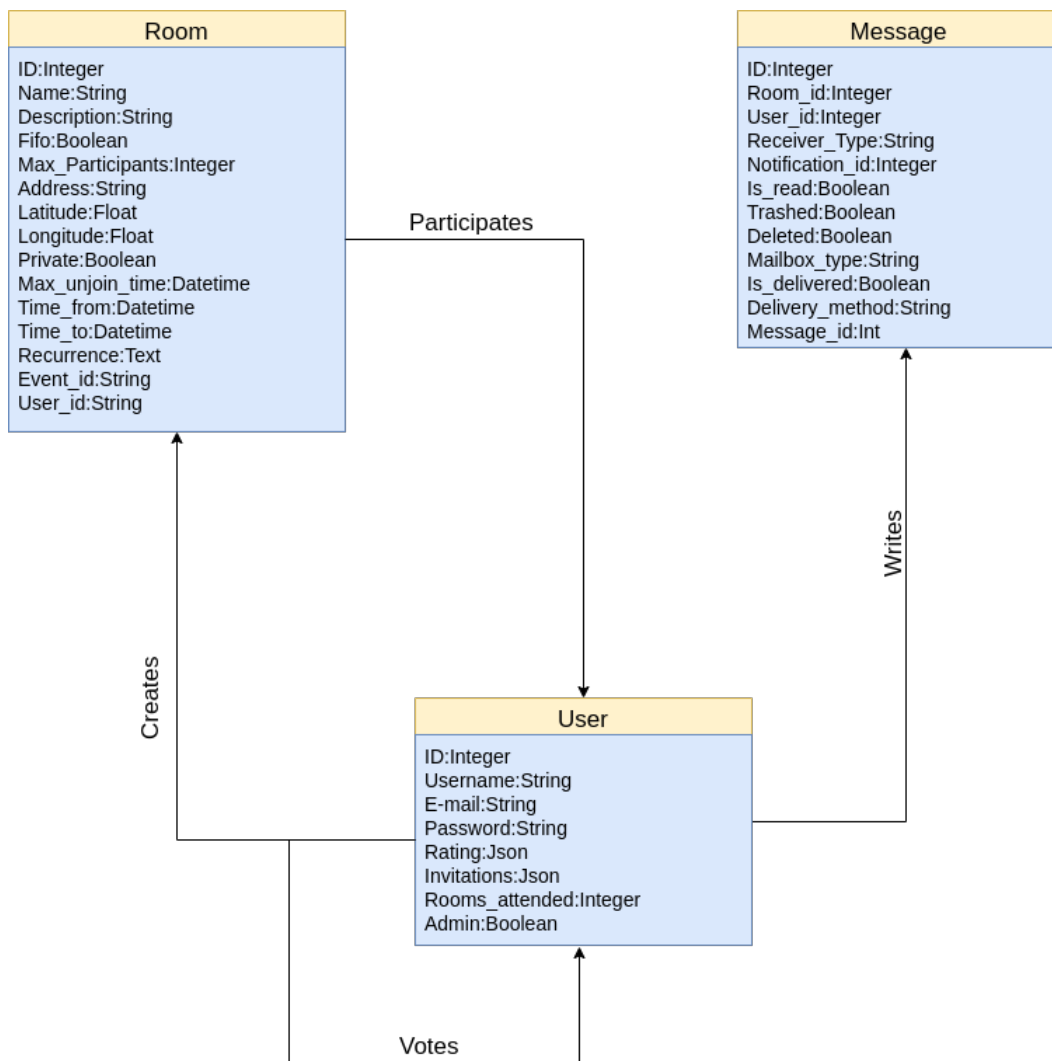 Room
ID:Integer
Name:String
Description:String
Fifo:Boolean
Max_Participants:Integer
Address:String
Latitude:Float
Longitude:Float
Private:Boolean
Max_unjoin_time:Datetime
Time_from:Datetime
Time_to:Datetime
Recurrence:Text
Event_id:String
User_id:String
Message
ID:Integer
Room_id:Integer
User_id:Integer
Receiver_Type:String
Notification_id:Integer
Is_read:Boolean
Trashed:Boolean
Deleted:Boolean
Mailbox_type:String
Is_delivered:Boolean
Delivery_method:String
Message_id:Int
Participates
Writes
Creates
User
ID:Integer
Username:String
E-mail:String
Password:String
Rating:Json
Invitations:Json
Rooms_attended:Integer
Admin:Boolean
Votes